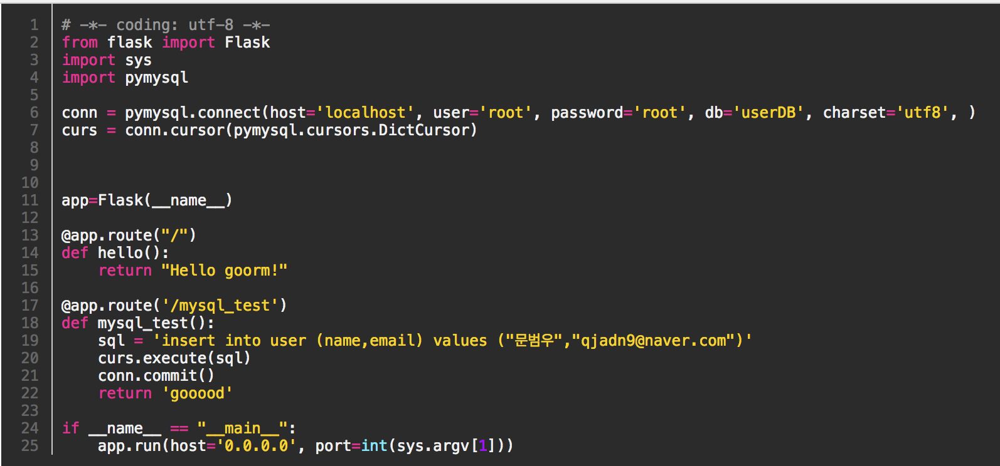 1 # -*- coding: utf-8 -*-
2 from flask import Flask
3 import sys
4 import pymysql
5
6 conn = pymysql.connect(host='localhost', user='root', password='root', db='userDB', charset='utf8', )
7 curs = conn.cursor(pymysql.cursors.DictCursor)
8
9
10
11 app=Flask(__name__)
12
13 @app.route("/")
14 def hello():
15     return "Hello goorm!"
16
17 @app.route('/mysql_test')
18 def mysql_test():
19     sql = 'insert into user (name,email) values ("문범우","qjadn9@naver.com")'
20     curs.execute(sql)
21     conn.commit()
22     return 'gooood'
23
24 if __name__ == "__main__":
25     app.run(host='0.0.0.0', port=int(sys.argv[1]))